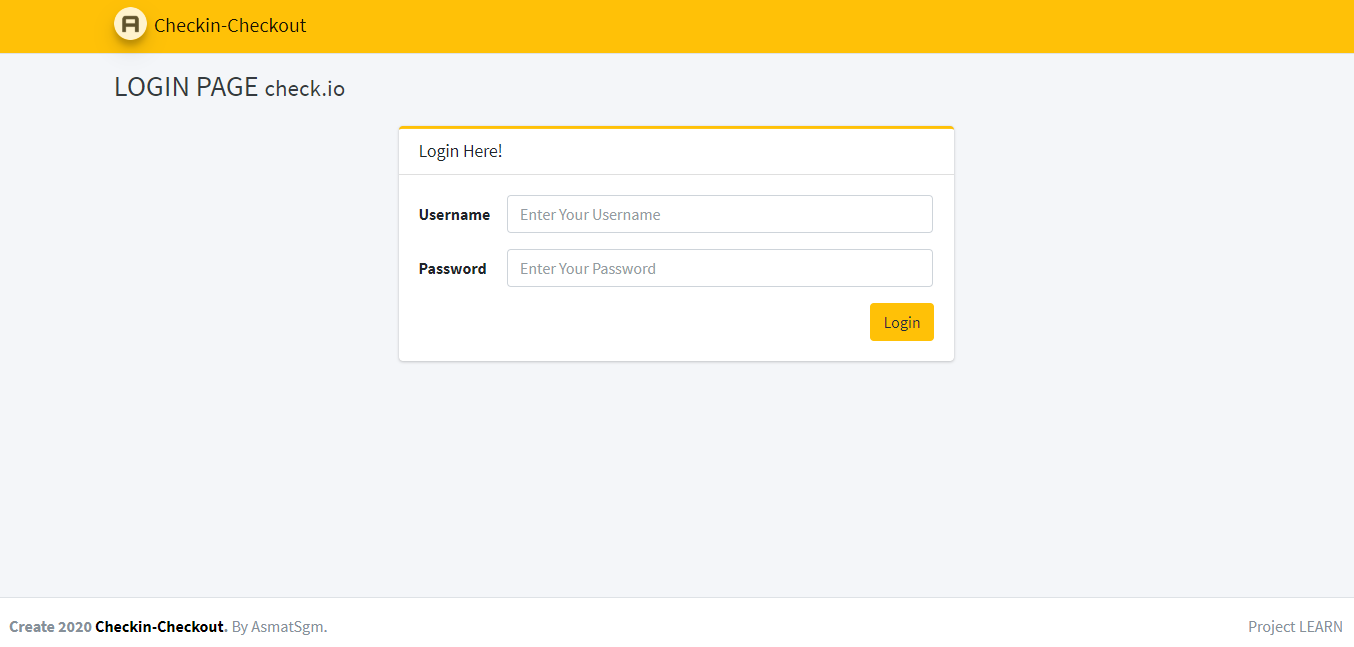 A Checkin-Checkout
LOGIN PAGE check.io
Login Here!
Username Enter Your Username
Password Enter Your Password
Login
Create 2020 Checkin-Checkout. By AsmatSgm. Project LEARN